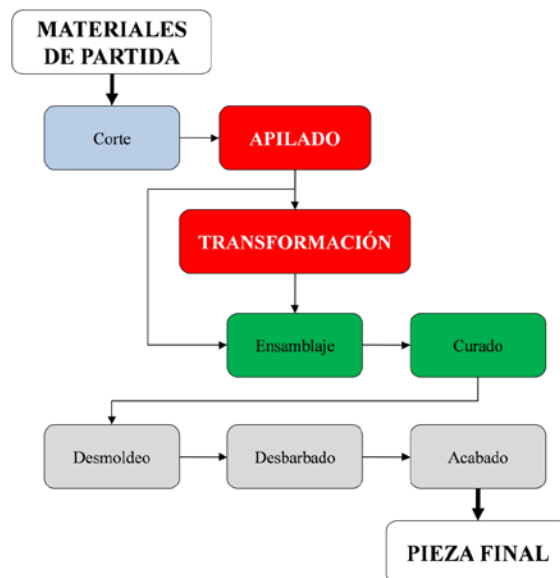 MATERIALES
DE PARTIDA
Corte
APILADO
TRANSFORMACIÓN
Ensamblaje
Curado
Desmoldeo
Desbarbado
Acabado
PIEZA FINAL